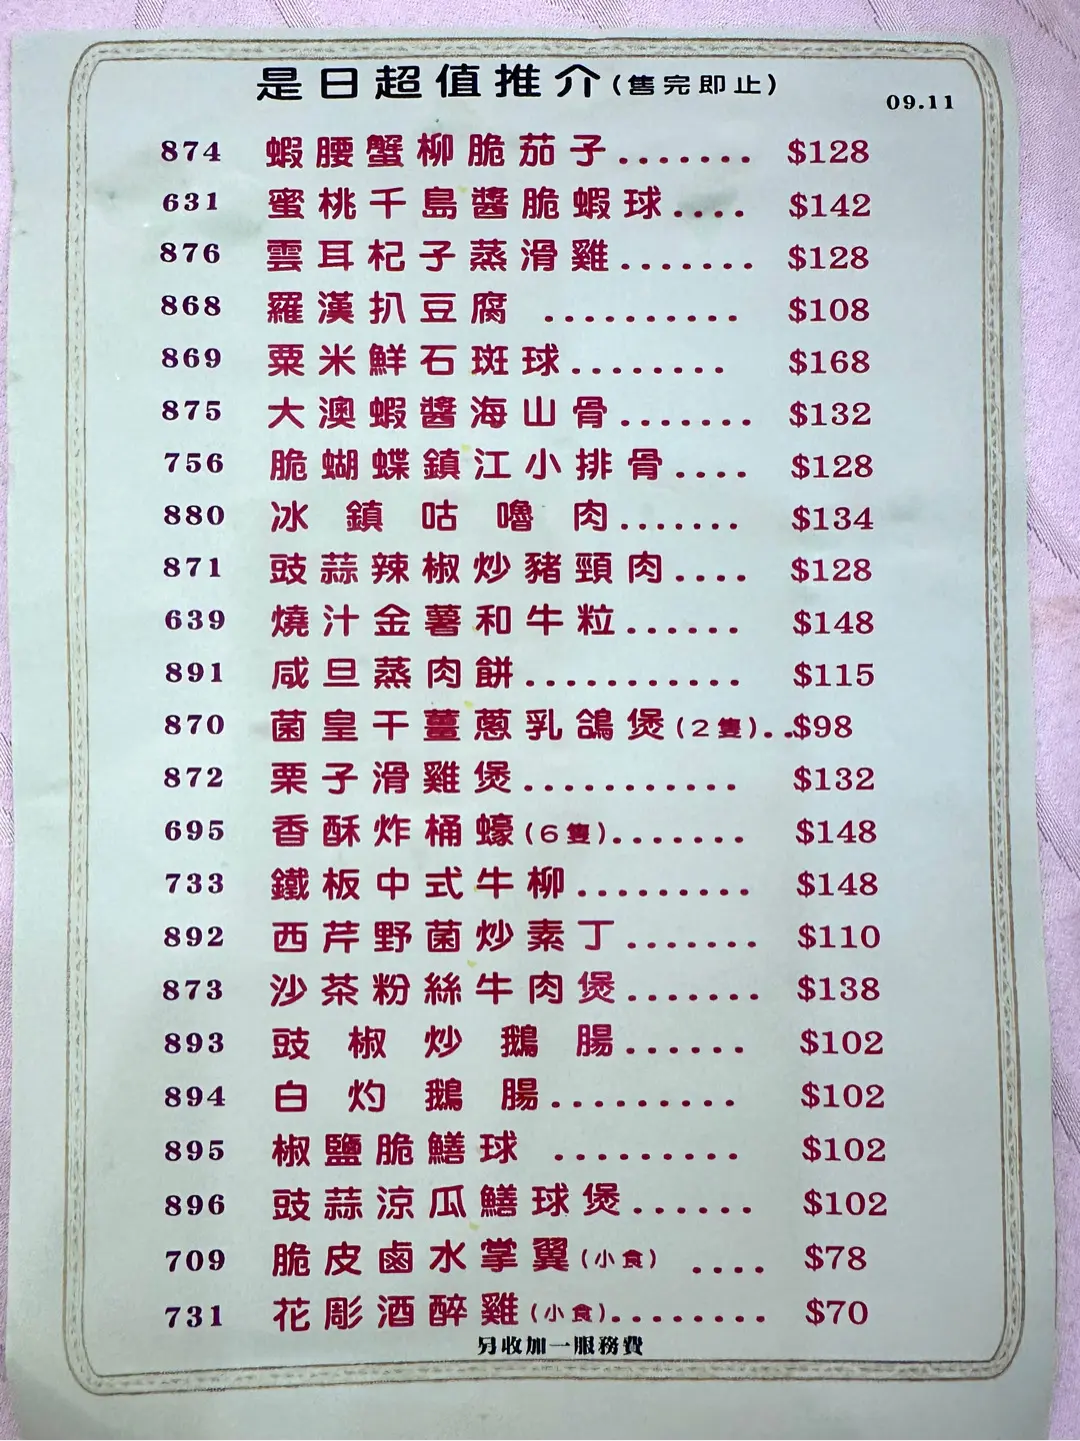 是日超值推介(售完即止)
09.11
874 蝦腰蟹柳脆茄子....... $128
631 蜜桃千島醬脆蝦球.... $142
876 雲耳杞子蒸滑雞....... $128
868 羅漢扒豆腐 .......... $108
869 粟米鮮石斑球........ $168
875 大澳蝦醬海山骨....... $132
756 脆蝴蝶鎮江小排骨.... $128
880 冰鎮咕嚕肉....... $134
871 豉蒜辣椒炒豬頸肉.... $128
639 燒汁金薯和牛粒...... $148
891 咸旦蒸肉餅........... $115
870 菌皇干薑蔥乳鴿煲(2隻)..$98
872 栗子滑雞煲........... $132
695 香酥炸桶蠔(6隻)....... $148
733 鐵板中式牛柳......... $148
892 西芹野菌炒素丁....... $110
873 沙茶粉絲牛肉煲....... $138
893 豉椒炒鵝腸...... $102
894 白灼鵝腸......... $102
895 椒鹽脆鱔球 ......... $102
896 豉蒜涼瓜鱔球煲...... $102
709 脆皮鹵水掌翼(小食) .... $78
731 花彫酒醉雞(小食)........ $70
另收加一服務費